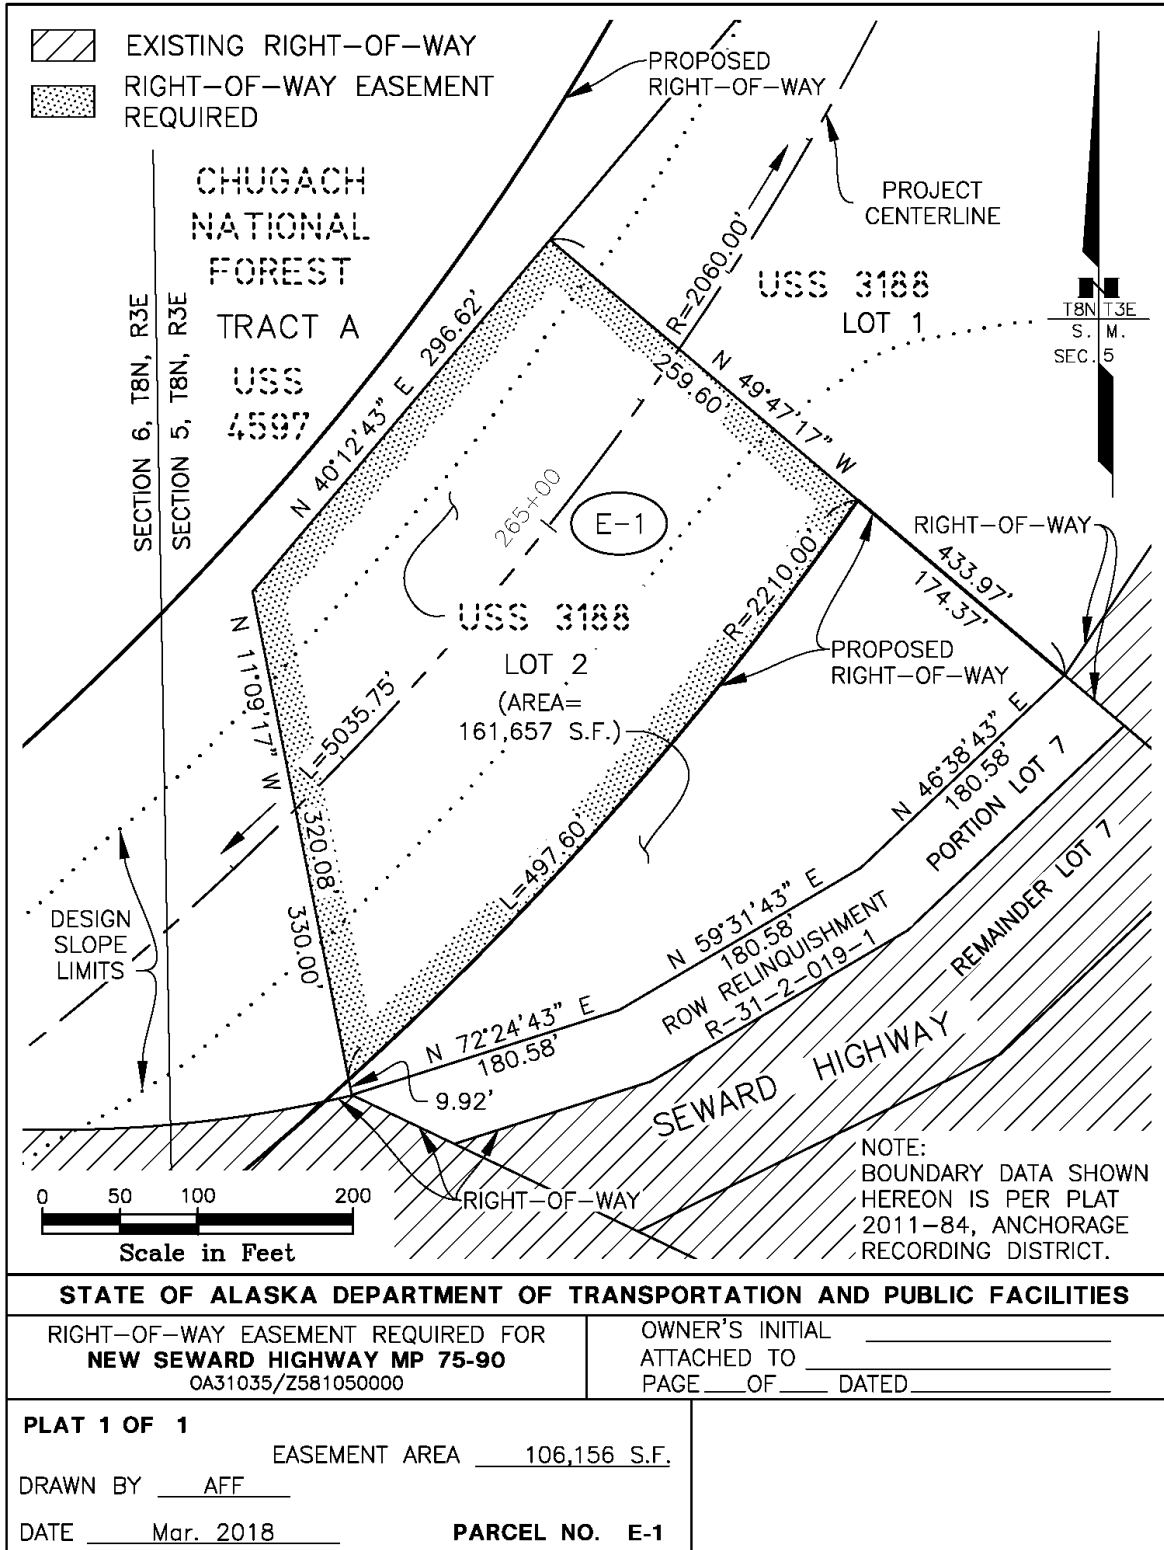 EXISTING RIGHT-OF-WAY
RIGHT-OF-WAY EASEMENT
REQUIRED
PROPOSED
RIGHT-OF-WAY
CHUGACH
NATIONAL
FOREST
TRACT A
USS
4597
SECTION 6, T8N, R3E
SECTION 5, T8N, R3E
PROJECT
CENTERLINE
R=2060.00'
USS 3188
LOT 1
N
T8N T3E
S. M.
SEC. 5
N 40°12'43" E 296.62'
N 49°47'17" W
259.60'
265+00
E-1
RIGHT-OF-WAY
433.97'
174.37'
R=2210.00'
USS 3188
LOT 2
(AREA=
161,657 S.F.)
PROPOSED
RIGHT-OF-WAY
N 11°09'17" W
320.08'
330.00'
L=5035.75'
L=497.60'
N 46°38'43" E
180.58'
PORTION LOT 7
REMAINDER LOT 7
N 59°31'43" E
180.58'
ROW RELINQUISHMENT
R-31-2-019-1
DESIGN
SLOPE
LIMITS
N 72°24'43" E
180.58'
9.92'
SEWARD HIGHWAY
RIGHT-OF-WAY
NOTE:
BOUNDARY DATA SHOWN
HEREON IS PER PLAT
2011-84, ANCHORAGE
RECORDING DISTRICT.
0 50 100 200
Scale in Feet
STATE OF ALASKA DEPARTMENT OF TRANSPORTATION AND PUBLIC FACILITIES
RIGHT-OF-WAY EASEMENT REQUIRED FOR
NEW SEWARD HIGHWAY MP 75-90
0A31035/Z581050000
OWNER'S INITIAL
ATTACHED TO
PAGE OF DATED
PLAT 1 OF 1
EASEMENT AREA 106,156 S.F.
DRAWN BY AFF
DATE Mar. 2018
PARCEL NO. E-1